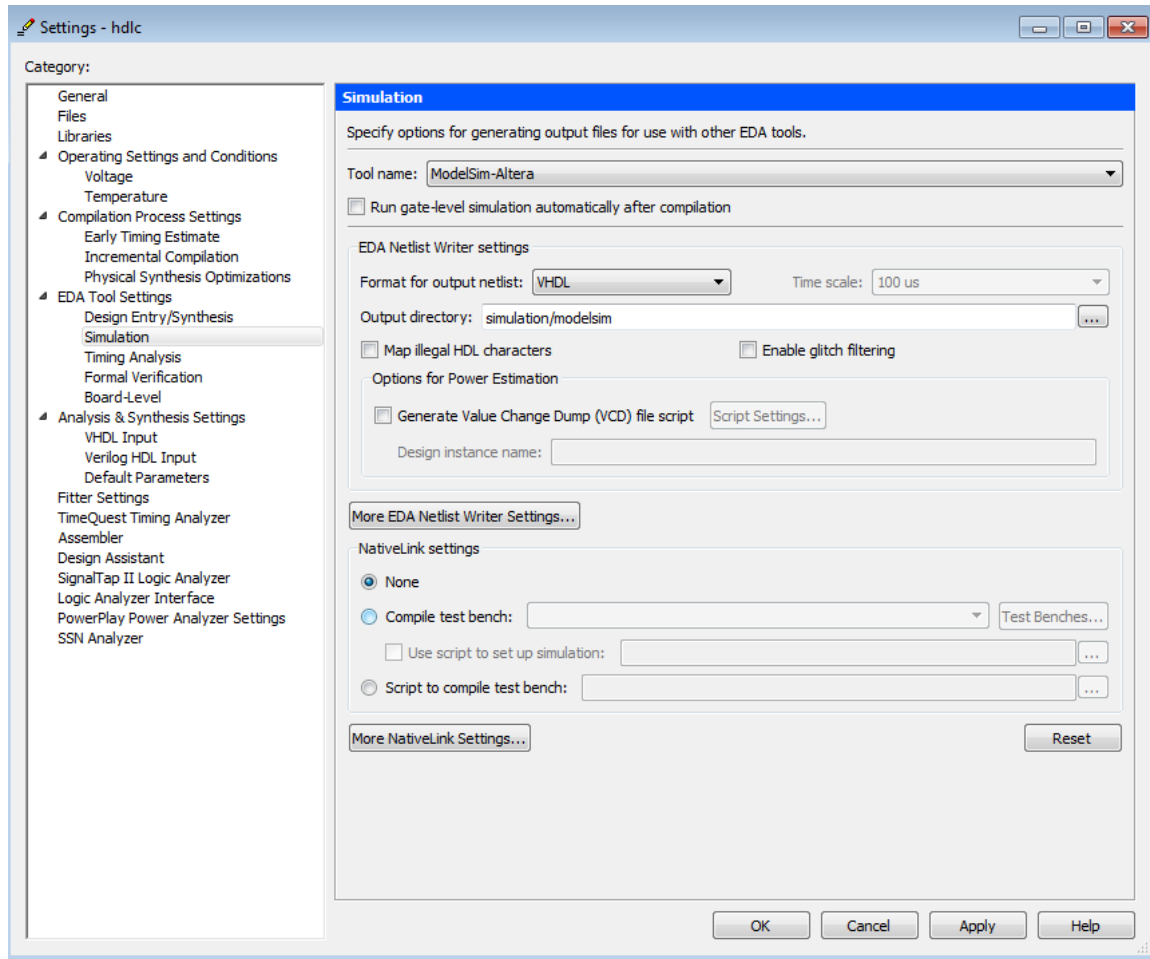 Settings - hdlc
Category:
General
Files
Libraries
Operating Settings and Conditions
Voltage
Temperature
Compilation Process Settings
Early Timing Estimate
Incremental Compilation
Physical Synthesis Optimizations
EDA Tool Settings
Design Entry/Synthesis
Simulation
Timing Analysis
Formal Verification
Board-Level
Analysis & Synthesis Settings
VHDL Input
Verilog HDL Input
Default Parameters
Fitter Settings
TimeQuest Timing Analyzer
Assembler
Design Assistant
SignalTap II Logic Analyzer
Logic Analyzer Interface
PowerPlay Power Analyzer Settings
SSN Analyzer
Simulation
Specify options for generating output files for use with other EDA tools.
Tool name: ModelSim-Altera
Run gate-level simulation automatically after compilation
EDA Netlist Writer settings
Format for output netlist: VHDL Time scale: 100 us
Output directory: simulation/modelsim ...
Map illegal HDL characters Enable glitch filtering
Options for Power Estimation
Generate Value Change Dump (VCD) file script Script Settings...
Design instance name:
More EDA Netlist Writer Settings...
NativeLink settings
None
Compile test bench: Test Benches...
Use script to set up simulation: ...
Script to compile test bench: ...
More NativeLink Settings... Reset
OK Cancel Apply Help